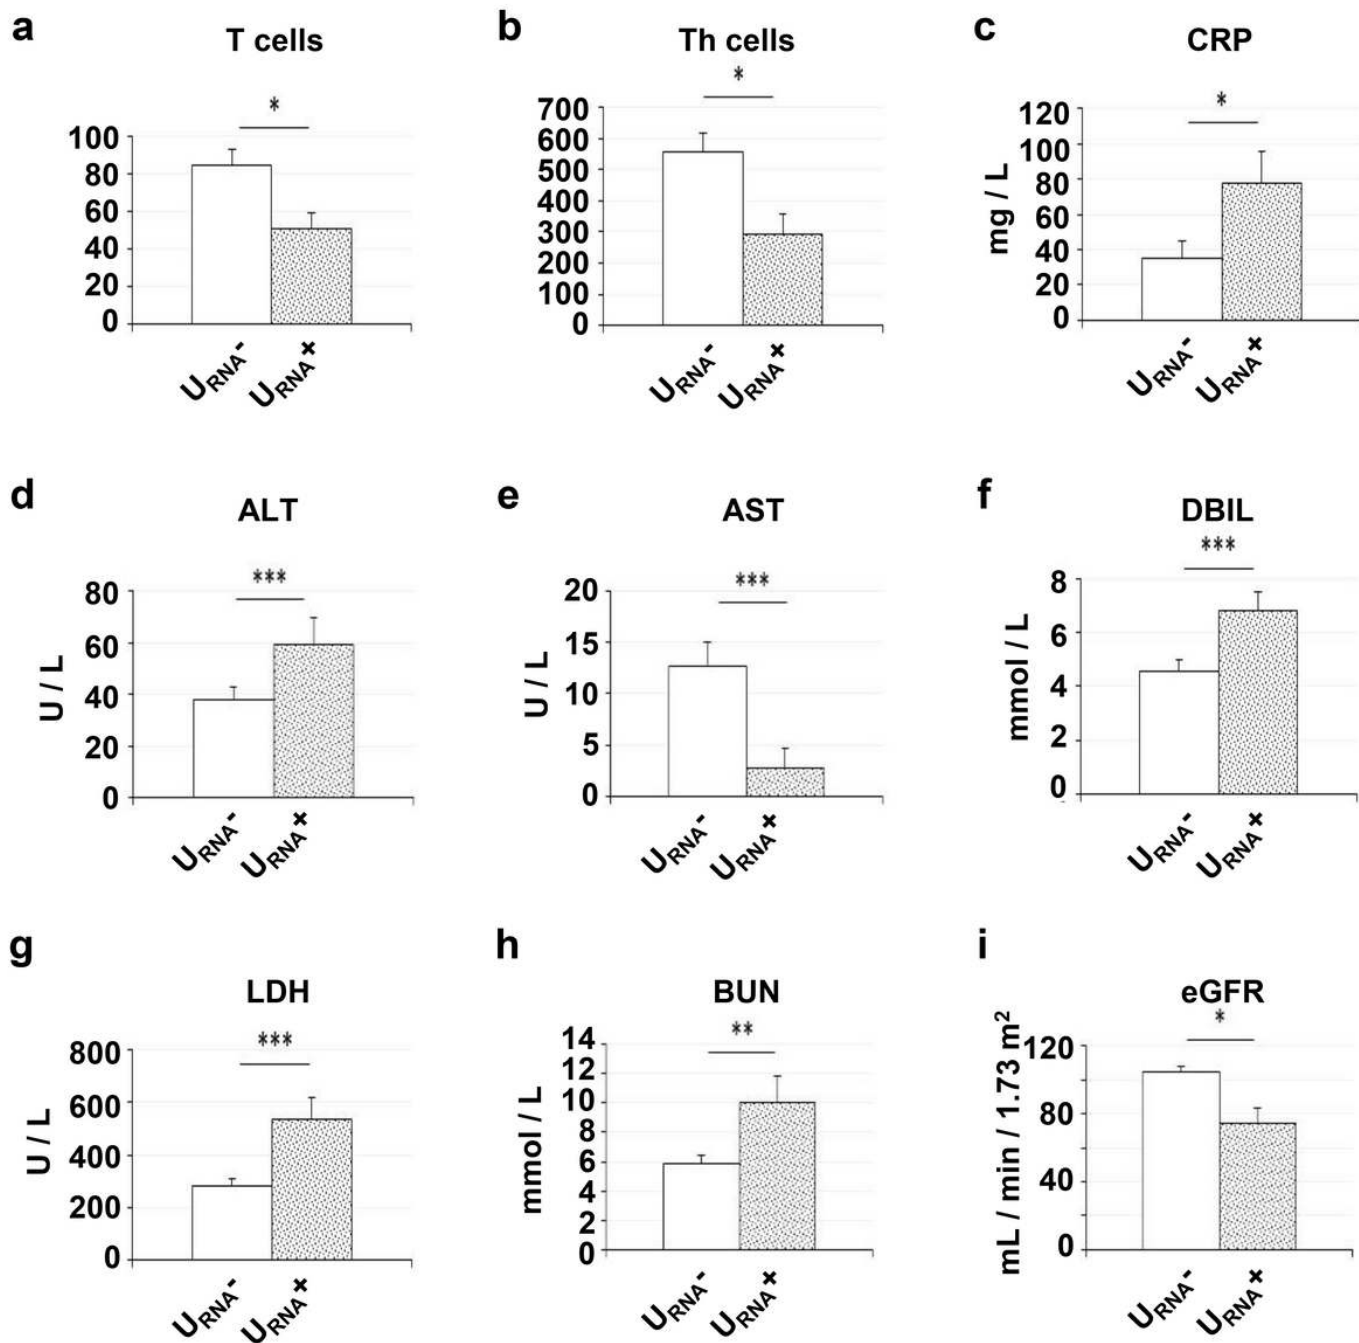 a
T cells
*
100
80
60
40
20
0
URNA-
URNA+
b
Th cells
*
700
600
500
400
300
200
100
0
URNA-
URNA+
c
CRP
*
mg / L
120
100
80
60
40
20
0
URNA-
URNA+
d
ALT
***
U / L
80
60
40
20
0
URNA-
URNA+
e
AST
***
U / L
20
15
10
5
0
URNA-
URNA+
f
DBIL
***
mmol / L
8
6
4
2
0
URNA-
URNA+
g
LDH
***
U / L
800
600
400
200
0
URNA-
URNA+
h
BUN
**
mmol / L
14
12
10
8
6
4
2
0
URNA-
URNA+
i
eGFR
*
mL / min / 1.73 m²
120
80
40
0
URNA-
URNA+